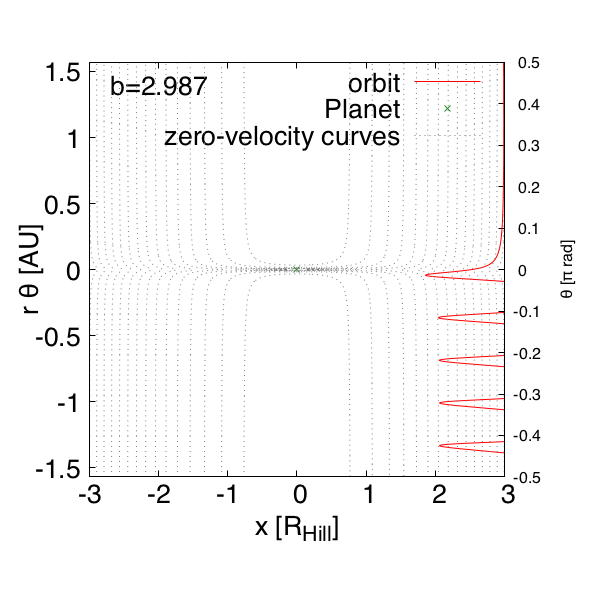 b=2.987
orbit
Planet
zero-velocity curves
1.5
1
0.5
0
-0.5
-1
-1.5
r θ [AU]
0.5
0.4
0.3
0.2
0.1
0
-0.1
-0.2
-0.3
-0.4
-0.5
θ [π rad]
-3 -2 -1 0 1 2 3
x [R_Hill]